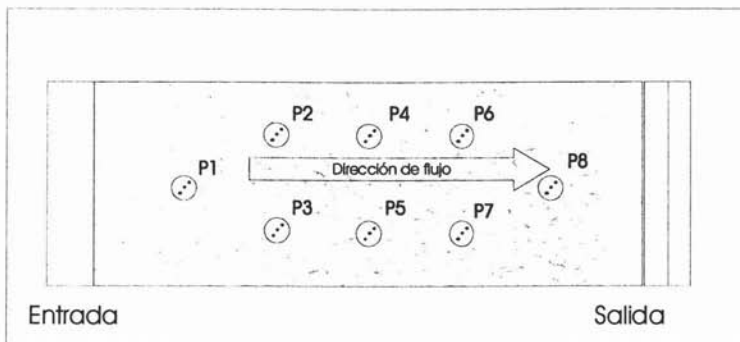 P2 P4 P6
P1 Dirección de flujo P8
P3 P5 P7
Entrada Salida